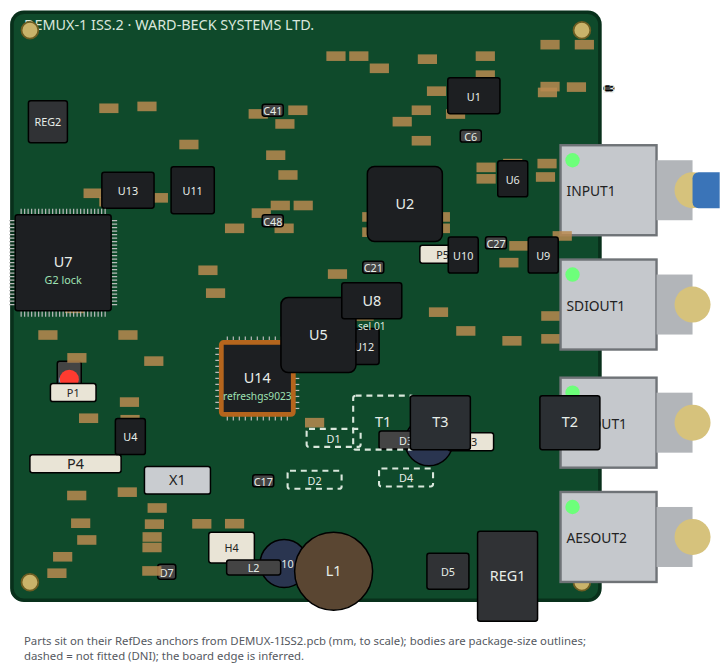 DEMUX-1 ISS.2 · WARD-BECK SYSTEMS LTD.
U1
REG2
C41
C6
U13
U11
U6
INPUT1
U2
C48
C27
P5
U10
U9
U7
G2 lock
C21
U8
SDIOUT1
sel 01
U5
U12
U14
refreshgs9023
P1
T1
T3
T2
UT1
U4
D1
D3
3
P4
X1
C17
D2
D4
AESOUT2
H4
L2
10
L1
D7
D5
REG1
Parts sit on their RefDes anchors from DEMUX-1ISS2.pcb (mm, to scale); bodies are package-size outlines;
dashed = not fitted (DNI); the board edge is inferred.